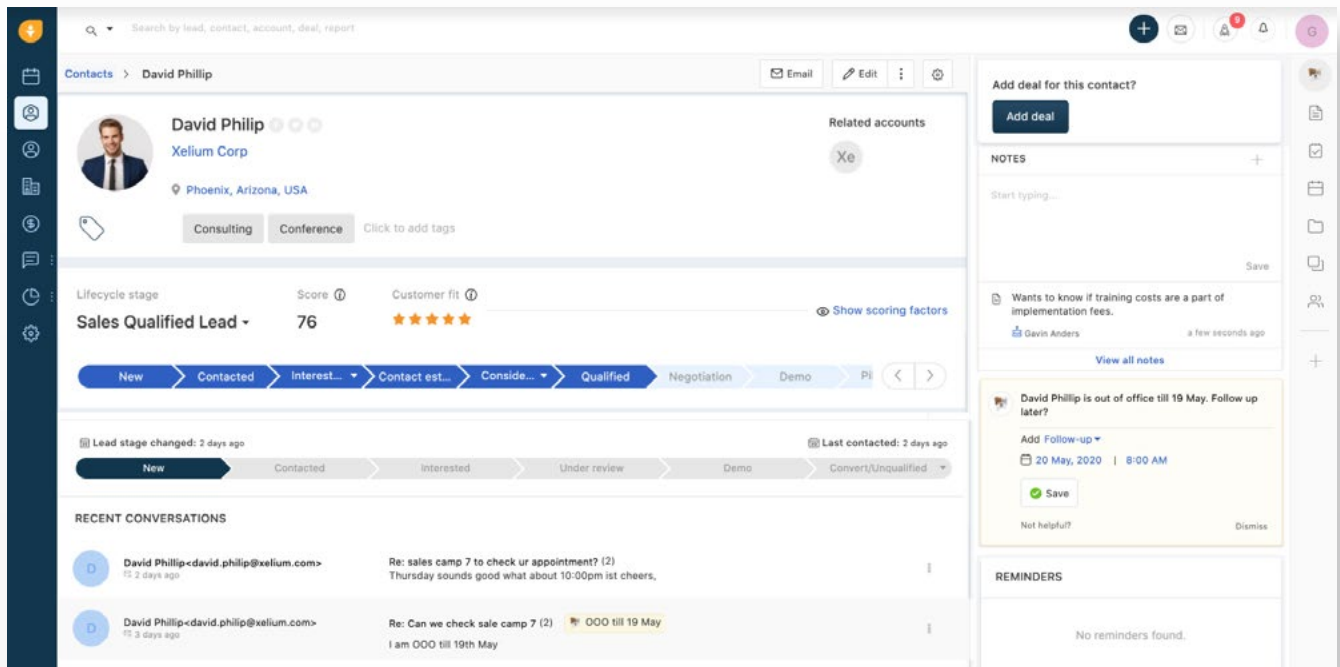 Search by lead, contact, account, deal, report
9
G
Contacts > David Phillip
Email
Edit
David Philip
Xelium Corp
Phoenix, Arizona, USA
Related accounts
Xe
Consulting
Conference
Click to add tags
Lifecycle stage
Score
Customer fit
Sales Qualified Lead
76
Show scoring factors
New
Contacted
Interest...
Contact est...
Conside...
Qualified
Negotiation
Demo
Pi
Lead stage changed: 2 days ago
Last contacted: 2 days ago
New
Contacted
Interested
Under review
Demo
Convert/Unqualified
RECENT CONVERSATIONS
D
David Phillip<david.philip@xelium.com>
2 days ago
Re: sales camp 7 to check ur appointment? (2)
Thursday sounds good what about 10:00pm ist cheers,
D
David Phillip<david.philip@xelium.com>
3 days ago
Re: Can we check sale camp 7 (2)
OOO till 19 May
I am OOO till 19th May
Add deal for this contact?
Add deal
NOTES
Start typing...
Save
Wants to know if training costs are a part of
implementation fees.
Gavin Anders
a few seconds ago
View all notes
David Phillip is out of office till 19 May. Follow up
later?
Add Follow-up
20 May, 2020 | 8:00 AM
Save
Not helpful?
Dismiss
REMINDERS
No reminders found.